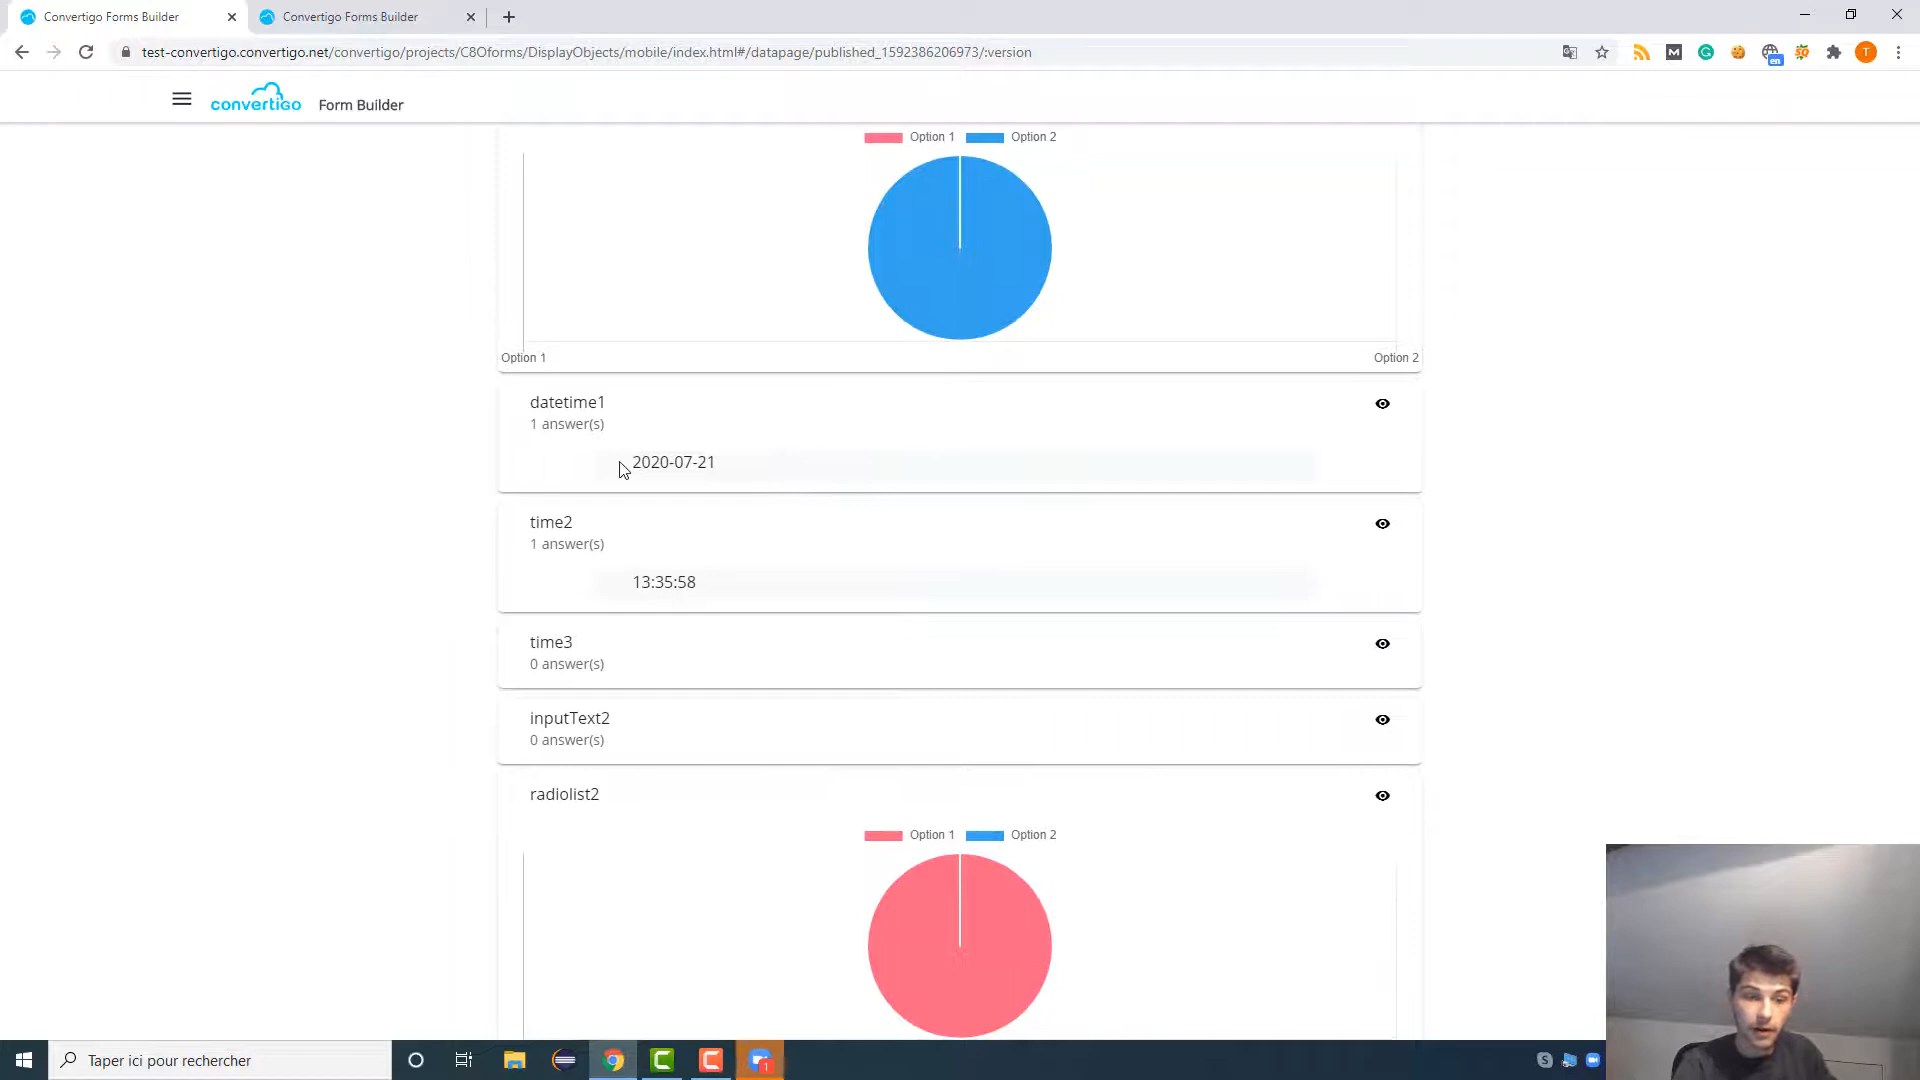 Convertigo Forms Builder
Convertigo Forms Builder
test-convertigo.convertigo.net/convertigo/projects/C8Oforms/DisplayObjects/mobile/index.html#/datapage/published_1592386206973/:version
en
T
convertigo Form Builder
Option 1 Option 2
Option 1 Option 2
datetime1
1 answer(s)
2020-07-21
time2
1 answer(s)
13:35:58
time3
0 answer(s)
inputText2
0 answer(s)
radiolist2
Option 1 Option 2
Taper ici pour rechercher
1